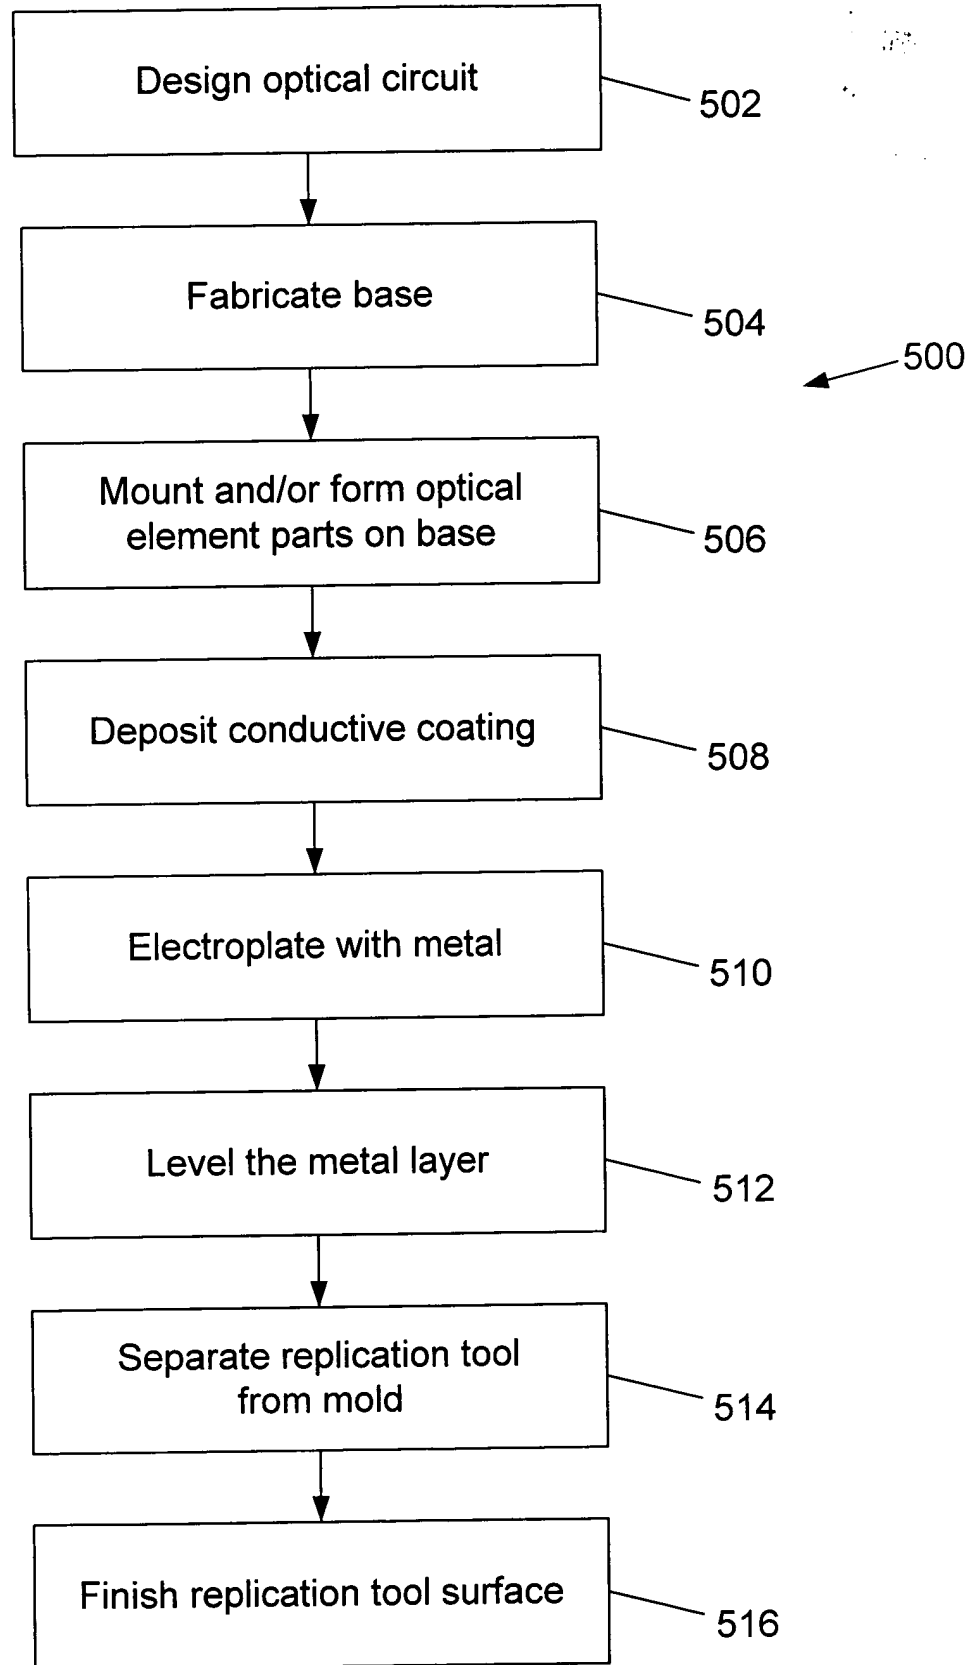 Design optical circuit
502
Fabricate base
504
500
Mount and/or form optical
element parts on base
506
Deposit conductive coating
508
Electroplate with metal
510
Level the metal layer
512
Separate replication tool
from mold
514
Finish replication tool surface
516